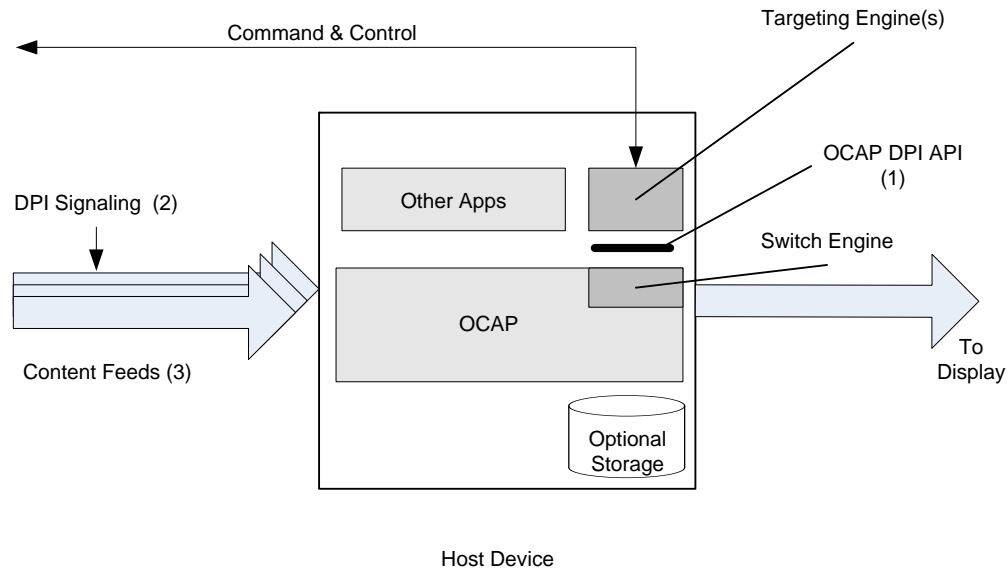 Targeting Engine(s)
Command & Control
OCAP DPI API
(1)
Other Apps
DPI Signaling  (2)
Switch Engine
OCAP
To
Display
Content Feeds (3)
Optional
Storage
Host Device